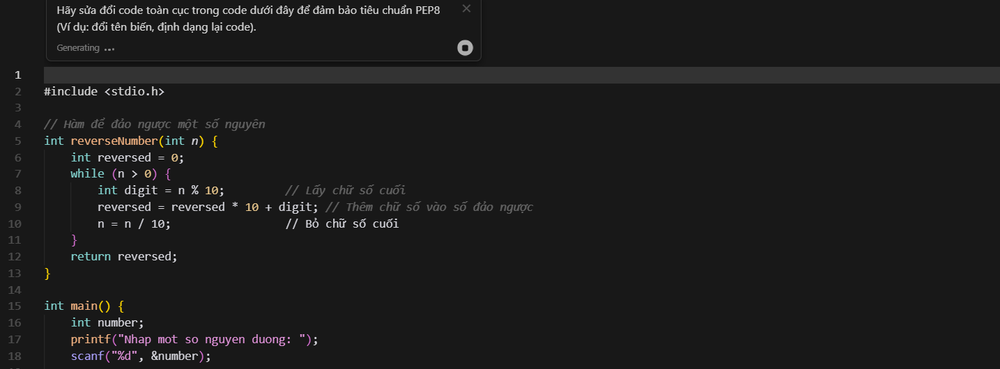 Hãy sửa đổi code toàn cục trong code dưới đây để đảm bảo tiêu chuẩn PEP8
(Ví dụ: đổi tên biến, định dạng lại code).
Generating ...
1
2 #include <stdio.h>
3
4 // Hàm để đảo ngược một số nguyên
5 int reverseNumber(int n) {
6     int reversed = 0;
7     while (n > 0) {
8         int digit = n % 10;         // Lấy chữ số cuối
9         reversed = reversed * 10 + digit; // Thêm chữ số vào số đảo ngược
10         n = n / 10;                 // Bỏ chữ số cuối
11     }
12     return reversed;
13 }
14
15 int main() {
16     int number;
17     printf("Nhap mot so nguyen duong: ");
18     scanf("%d", &number);